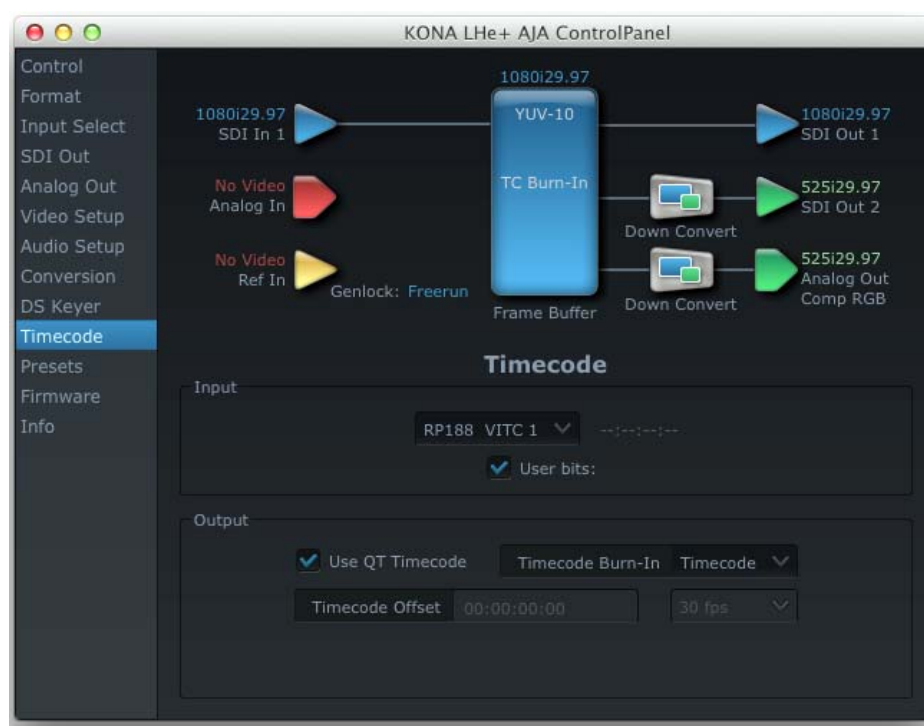 KONA LHe+ AJA ControlPanel
Control
Format
Input Select
SDI Out
Analog Out
Video Setup
Audio Setup
Conversion
DS Keyer
Timecode
Presets
Firmware
Info
1080i29.97
1080i29.97
SDI In 1
YUV-10
1080i29.97
SDI Out 1
No Video
Analog In
TC Burn-In
Down Convert
525i29.97
SDI Out 2
No Video
Ref In
Genlock: Freerun
Frame Buffer
Down Convert
525i29.97
Analog Out
Comp RGB
Timecode
Input
RP188 VITC 1 --:--:--:--
User bits:
Output
Use QT Timecode Timecode Burn-In Timecode
Timecode Offset 00:00:00:00 30 fps